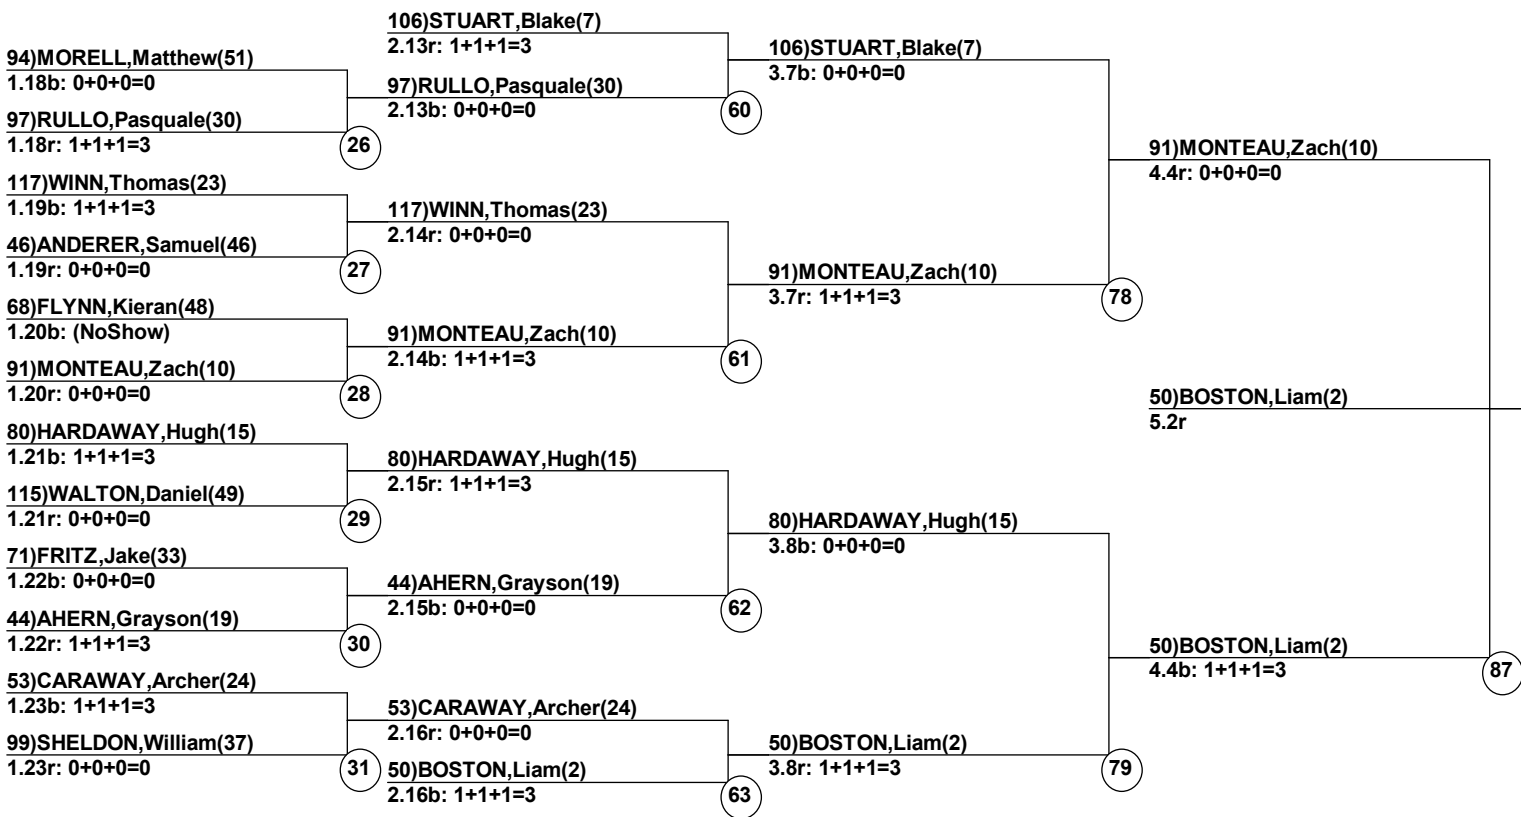 94)MORELL,Matthew(51)
1.18b: 0+0+0=0
97)RULLO,Pasquale(30)
1.18r: 1+1+1=3
26
117)WINN,Thomas(23)
1.19b: 1+1+1=3
46)ANDERER,Samuel(46)
1.19r: 0+0+0=0
27
68)FLYNN,Kieran(48)
1.20b: (NoShow)
91)MONTEAU,Zach(10)
1.20r: 0+0+0=0
28
80)HARDAWAY,Hugh(15)
1.21b: 1+1+1=3
115)WALTON,Daniel(49)
1.21r: 0+0+0=0
29
71)FRITZ,Jake(33)
1.22b: 0+0+0=0
44)AHERN,Grayson(19)
1.22r: 1+1+1=3
30
53)CARAWAY,Archer(24)
1.23b: 1+1+1=3
99)SHELDON,William(37)
1.23r: 0+0+0=0
31
106)STUART,Blake(7)
2.13r: 1+1+1=3
97)RULLO,Pasquale(30)
2.13b: 0+0+0=0
60
117)WINN,Thomas(23)
2.14r: 0+0+0=0
91)MONTEAU,Zach(10)
2.14b: 1+1+1=3
61
80)HARDAWAY,Hugh(15)
2.15r: 1+1+1=3
44)AHERN,Grayson(19)
2.15b: 0+0+0=0
62
53)CARAWAY,Archer(24)
2.16r: 0+0+0=0
50)BOSTON,Liam(2)
2.16b: 1+1+1=3
63
106)STUART,Blake(7)
3.7b: 0+0+0=0
91)MONTEAU,Zach(10)
3.7r: 1+1+1=3
78
80)HARDAWAY,Hugh(15)
3.8b: 0+0+0=0
50)BOSTON,Liam(2)
3.8r: 1+1+1=3
79
91)MONTEAU,Zach(10)
4.4r: 0+0+0=0
50)BOSTON,Liam(2)
5.2r
50)BOSTON,Liam(2)
4.4b: 1+1+1=3
87